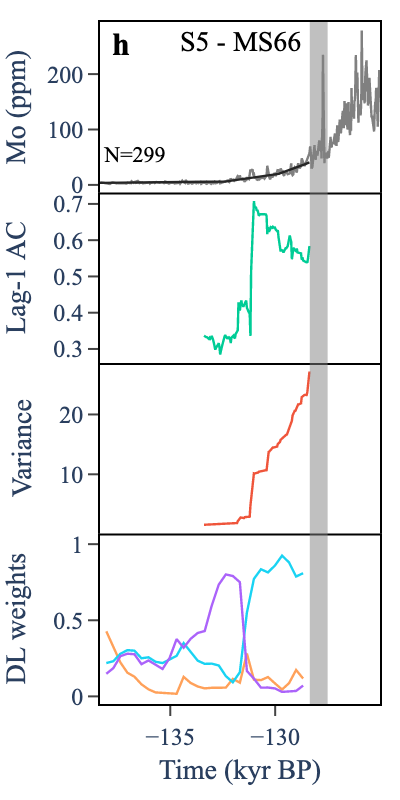 h
S5 - MS66
Mo (ppm)
200
100
0
N=299
Lag-1 AC
0.7
0.6
0.5
0.4
0.3
Variance
20
10
DL weights
1
0.5
0
−135
−130
Time (kyr BP)